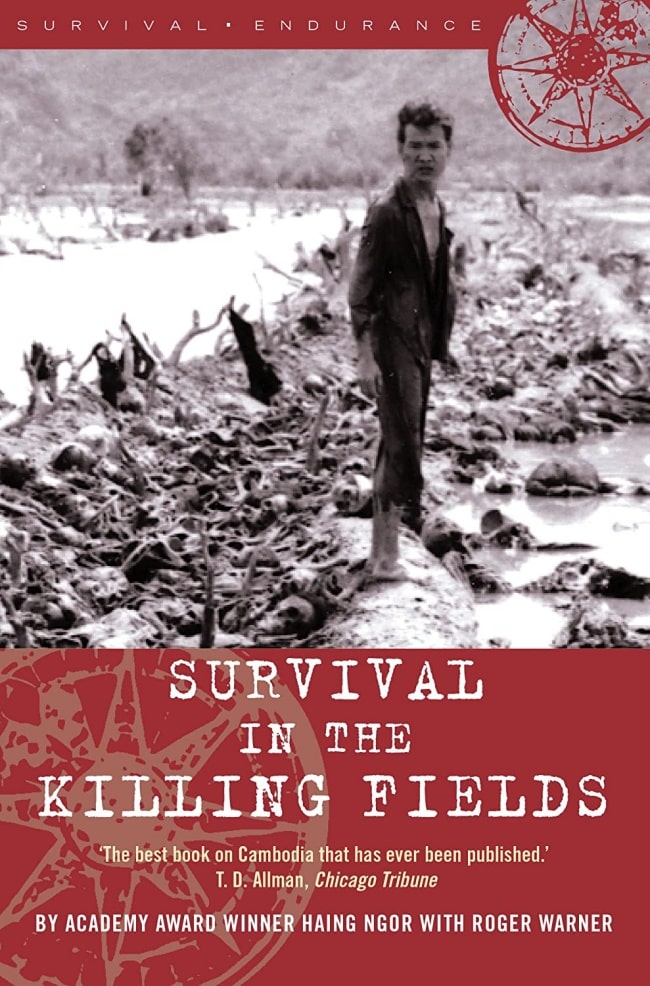 SURVIVAL · ENDURANCE
SURVIVAL
IN THE
KILLING FIELDS
‘The best book on Cambodia that has ever been published.’
T. D. Allman, Chicago Tribune
BY ACADEMY AWARD WINNER HAING NGOR WITH ROGER WARNER